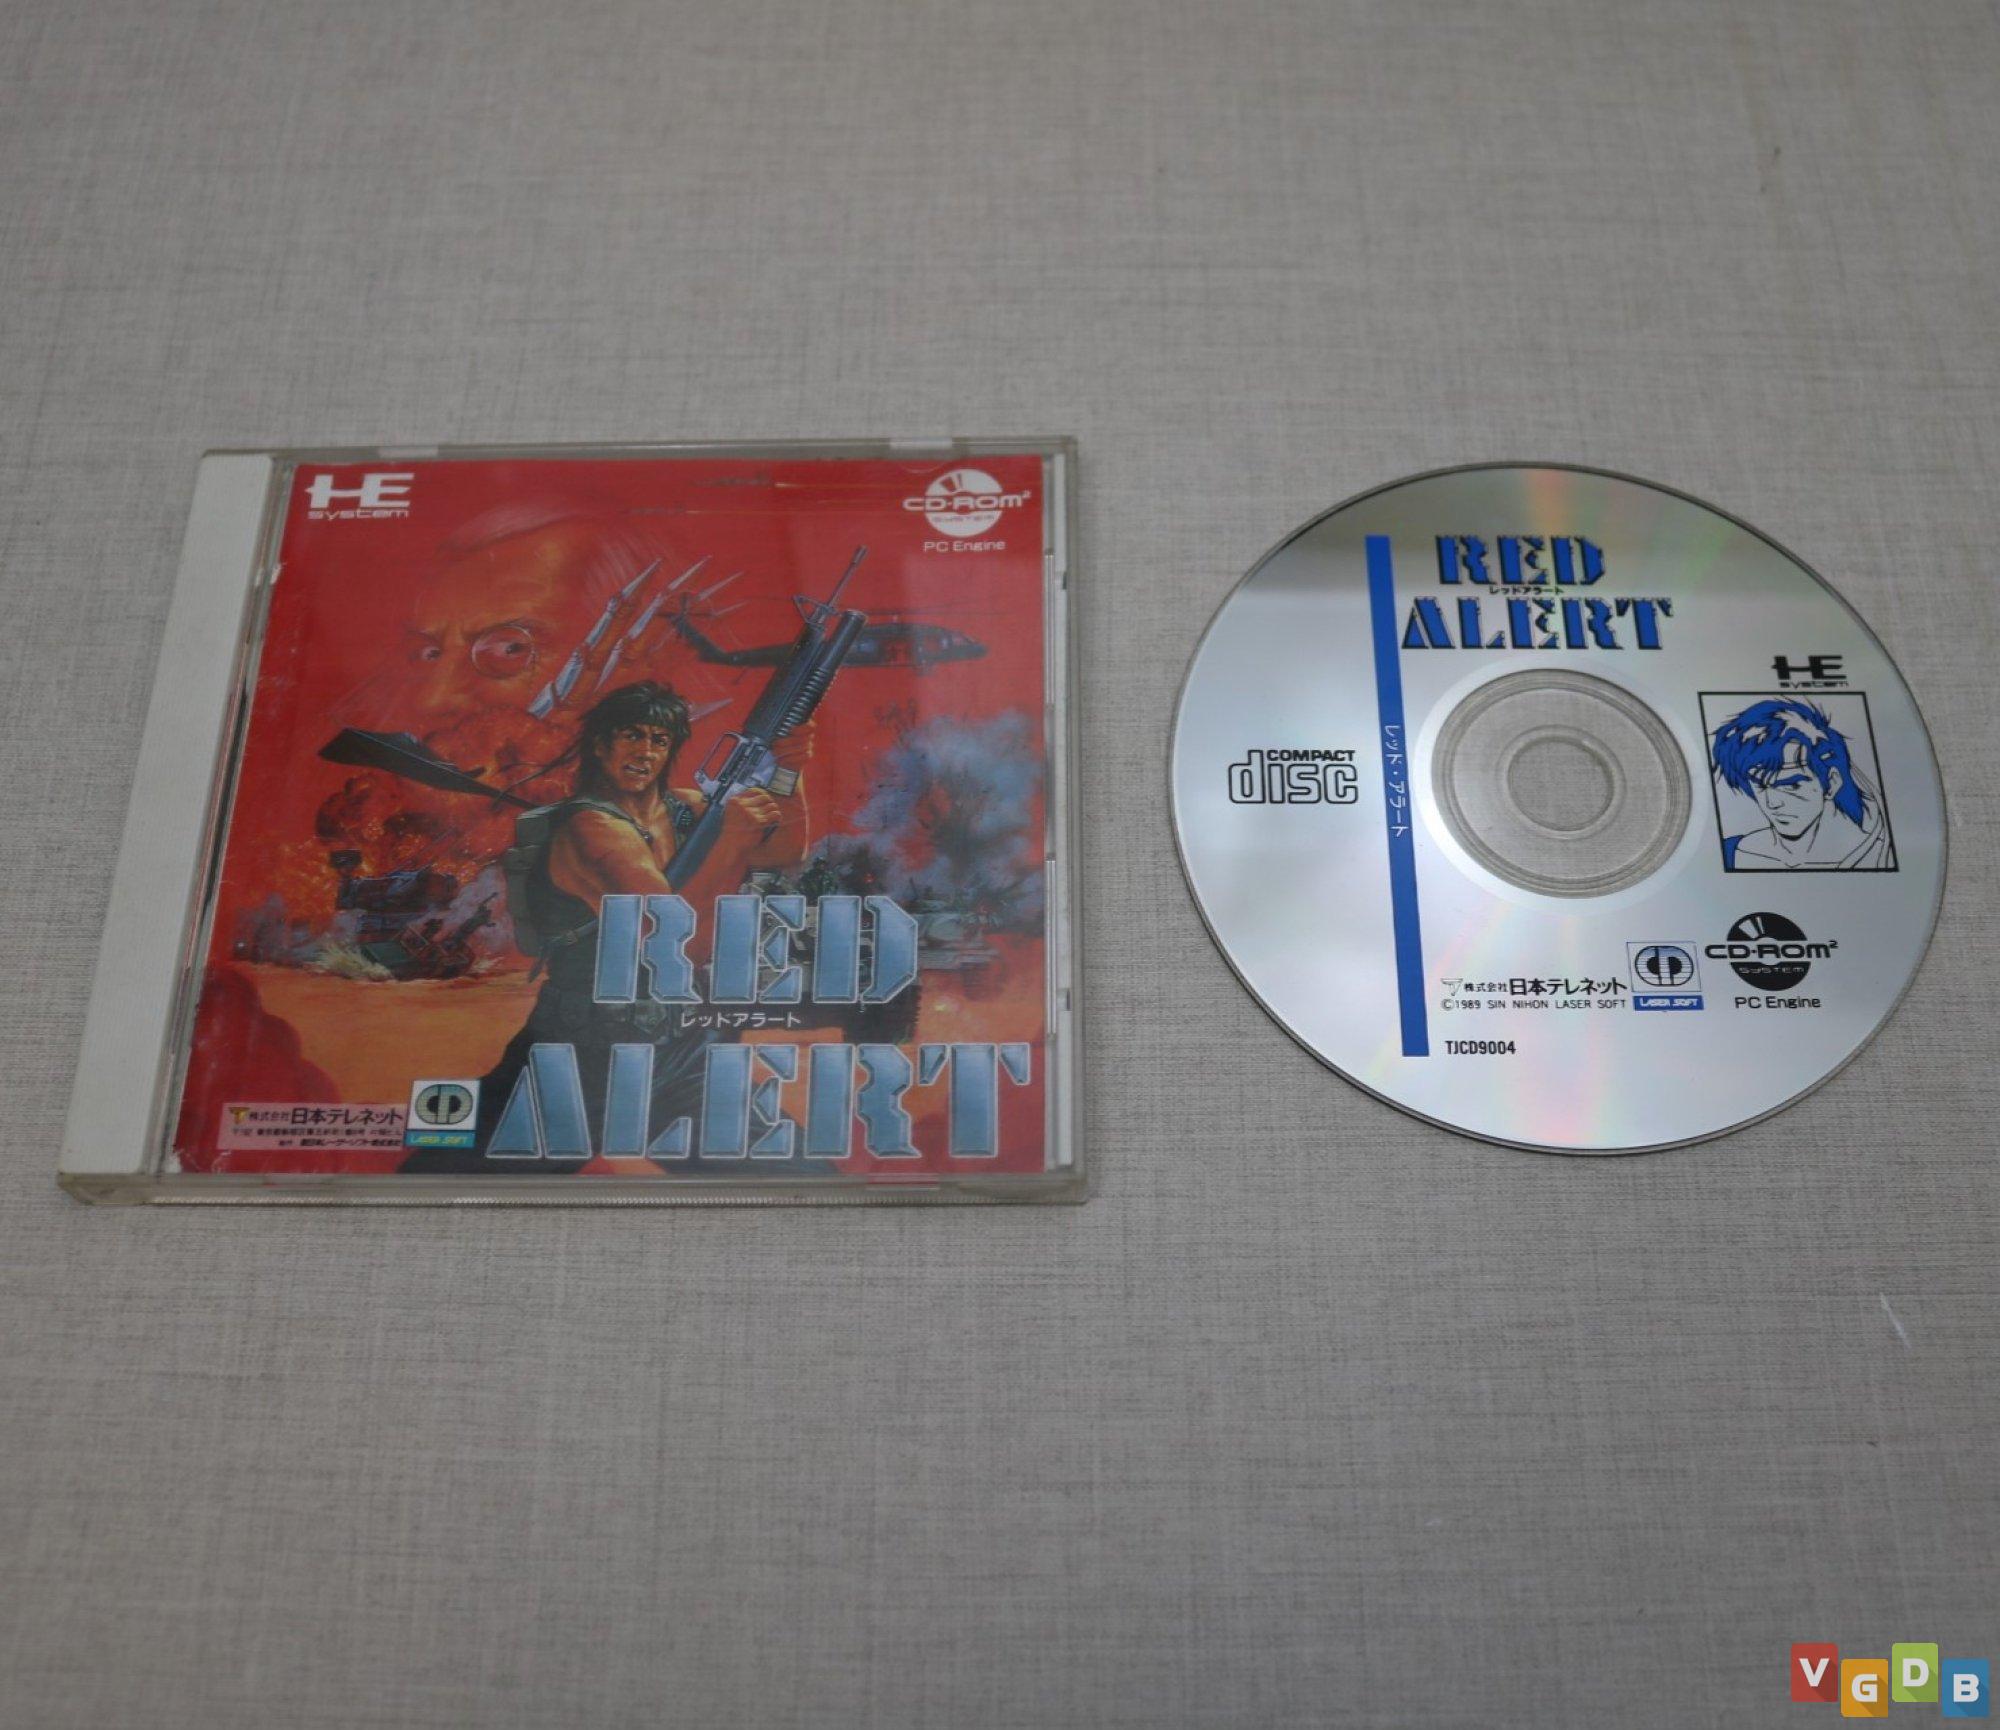 HE
system
CD-ROM²
SYSTEM
PC Engine
RED
レッドアラート
ALERT
株式会社 日本テレネット
LASER SOFT
RED
レッドアラート
ALERT
HE
system
COMPACT
disc
レッド・アラート
CD-ROM²
SYSTEM
PC Engine
株式会社 日本テレネット
©1989 SIN NIHON LASER SOFT
LASER SOFT
TJCD9004
VGDB